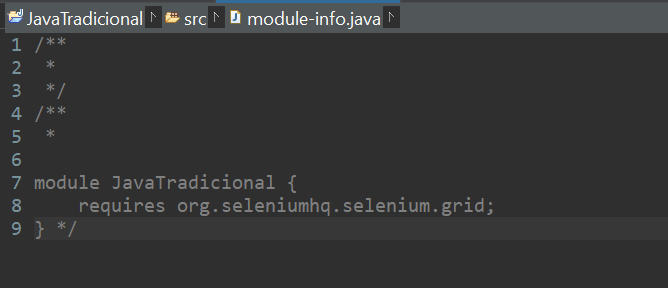 JavaTradicional src module-info.java
1 /**
2  *
3  */
4 /**
5  *
6
7 module JavaTradicional {
8     requires org.seleniumhq.selenium.grid;
9 } */